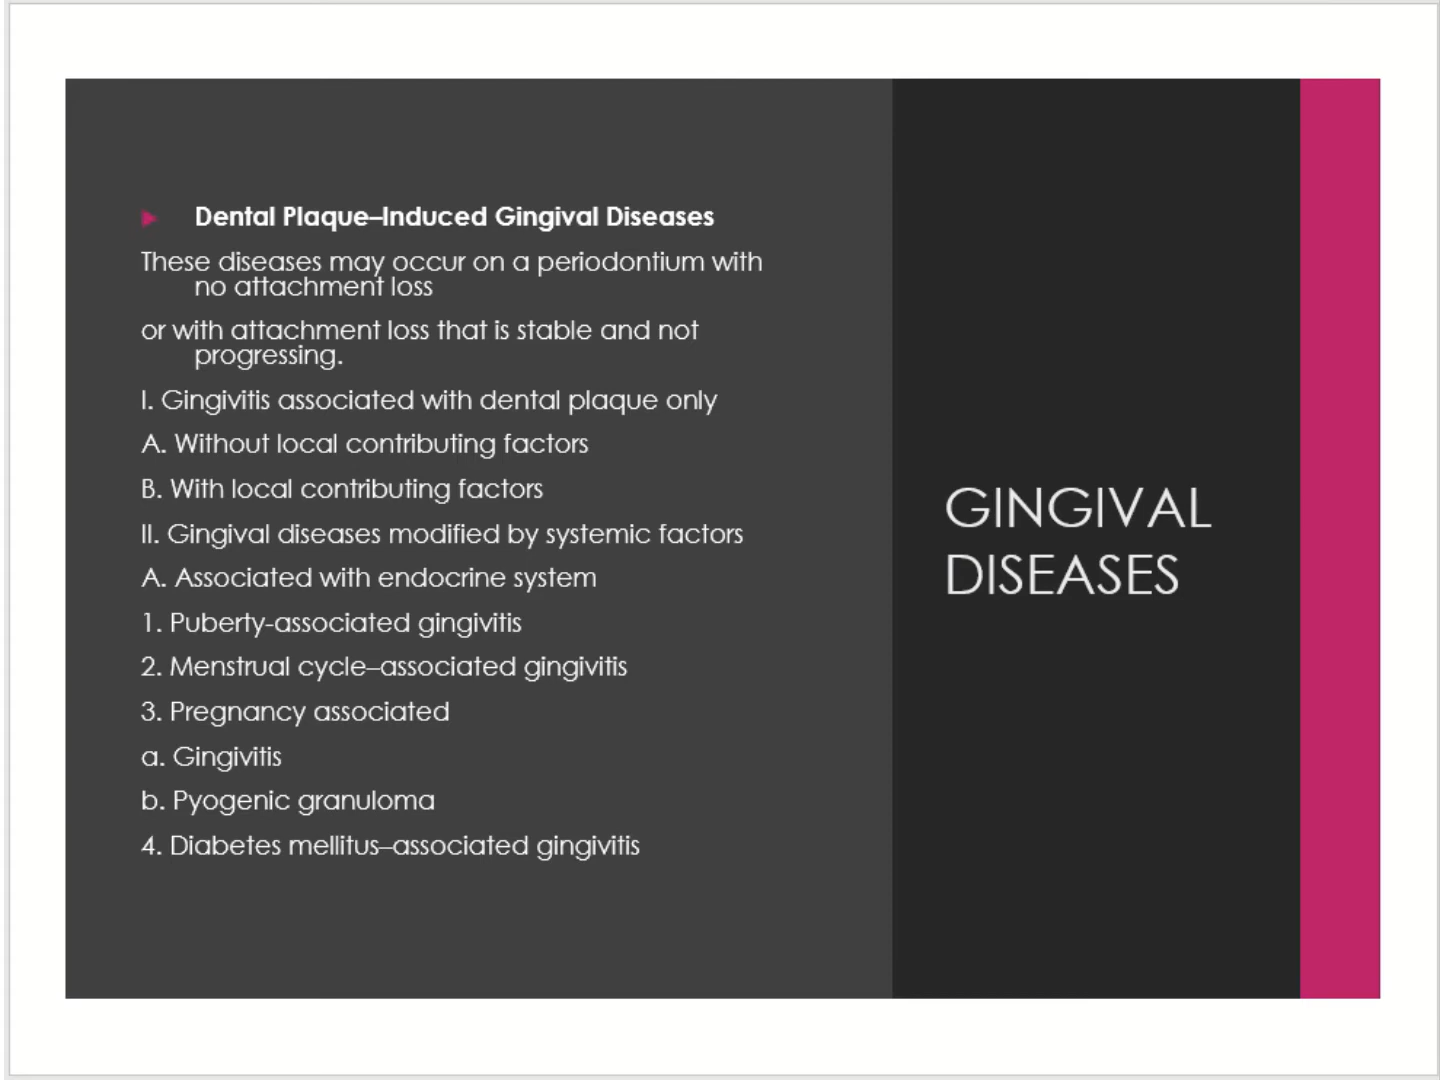 Dental Plaque–Induced Gingival Diseases
These diseases may occur on a periodontium with
no attachment loss
or with attachment loss that is stable and not
progressing.
I. Gingivitis associated with dental plaque only
A. Without local contributing factors
B. With local contributing factors
II. Gingival diseases modified by systemic factors
A. Associated with endocrine system
1. Puberty-associated gingivitis
2. Menstrual cycle–associated gingivitis
3. Pregnancy associated
a. Gingivitis
b. Pyogenic granuloma
4. Diabetes mellitus–associated gingivitis
GINGIVAL
DISEASES